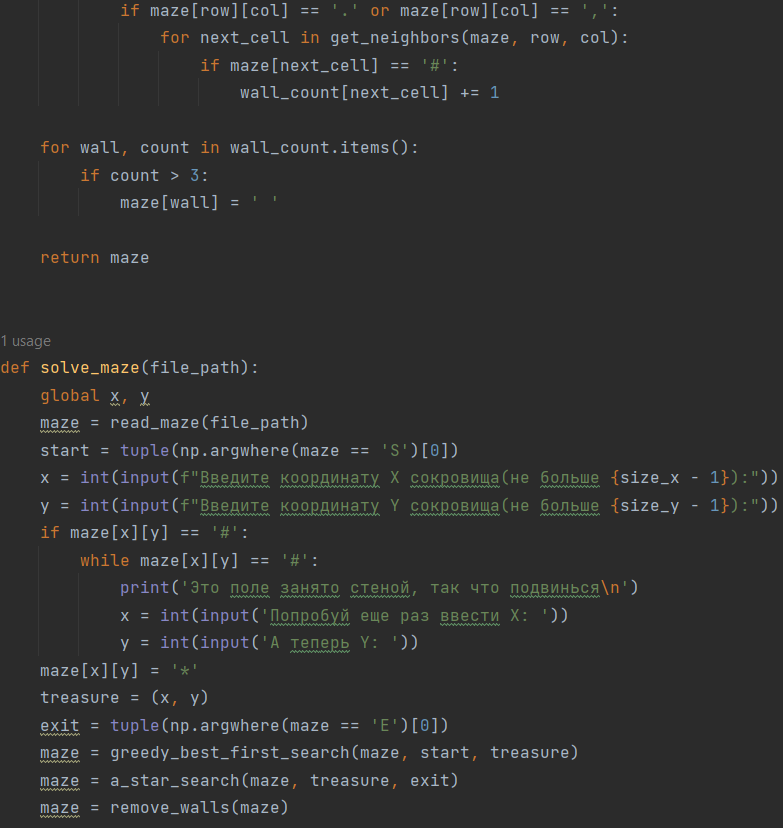 if maze[row][col] == '.' or maze[row][col] == ',':
for next_cell in get_neighbors(maze, row, col):
if maze[next_cell] == '#':
wall_count[next_cell] += 1
for wall, count in wall_count.items():
if count > 3:
maze[wall] = ' '
return maze
1 usage
def solve_maze(file_path):
global x, y
maze = read_maze(file_path)
start = tuple(np.argwhere(maze == 'S')[0])
x = int(input(f"Введите координату X сокровища(не больше {size_x - 1}):"))
y = int(input(f"Введите координату Y сокровища(не больше {size_y - 1}):"))
if maze[x][y] == '#':
while maze[x][y] == '#':
print('Это поле занято стеной, так что подвинься\n')
x = int(input('Попробуй еще раз ввести X: '))
y = int(input('А теперь Y: '))
maze[x][y] = '*'
treasure = (x, y)
exit = tuple(np.argwhere(maze == 'E')[0])
maze = greedy_best_first_search(maze, start, treasure)
maze = a_star_search(maze, treasure, exit)
maze = remove_walls(maze)